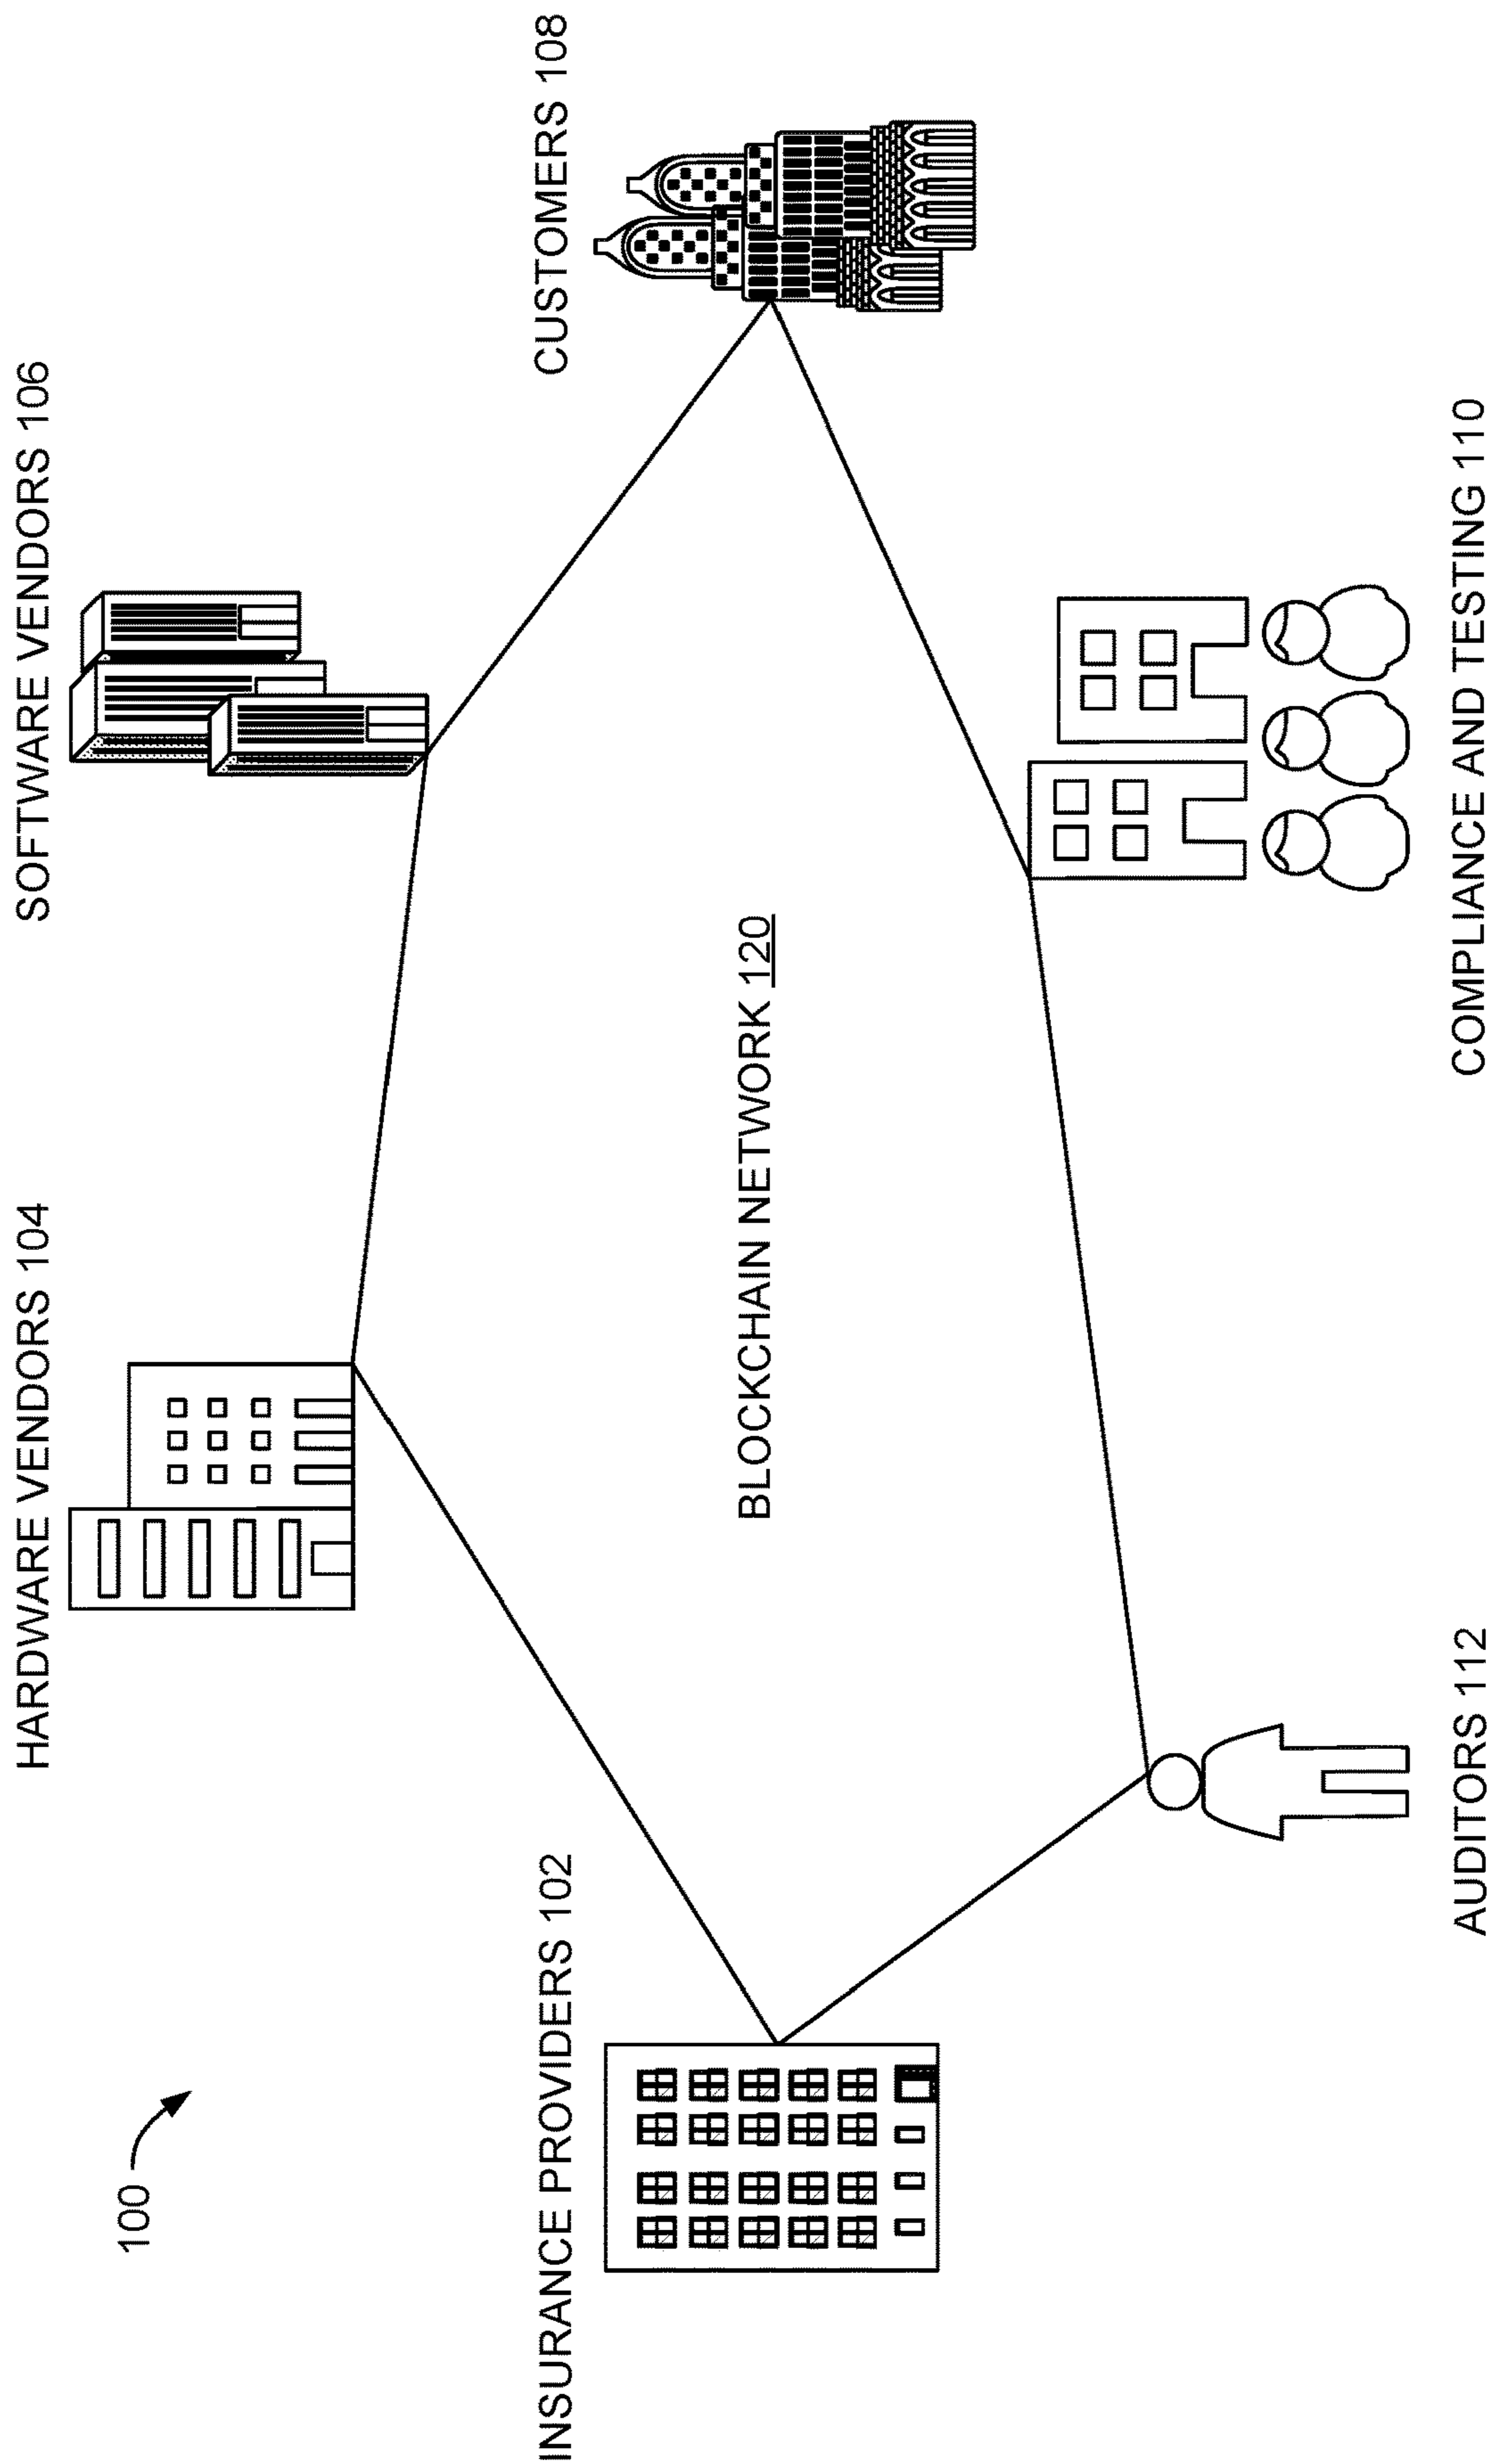 100
HARDWARE VENDORS 104
SOFTWARE VENDORS 106
INSURANCE PROVIDERS 102
CUSTOMERS 108
BLOCKCHAIN NETWORK 120
AUDITORS 112
COMPLIANCE AND TESTING 110